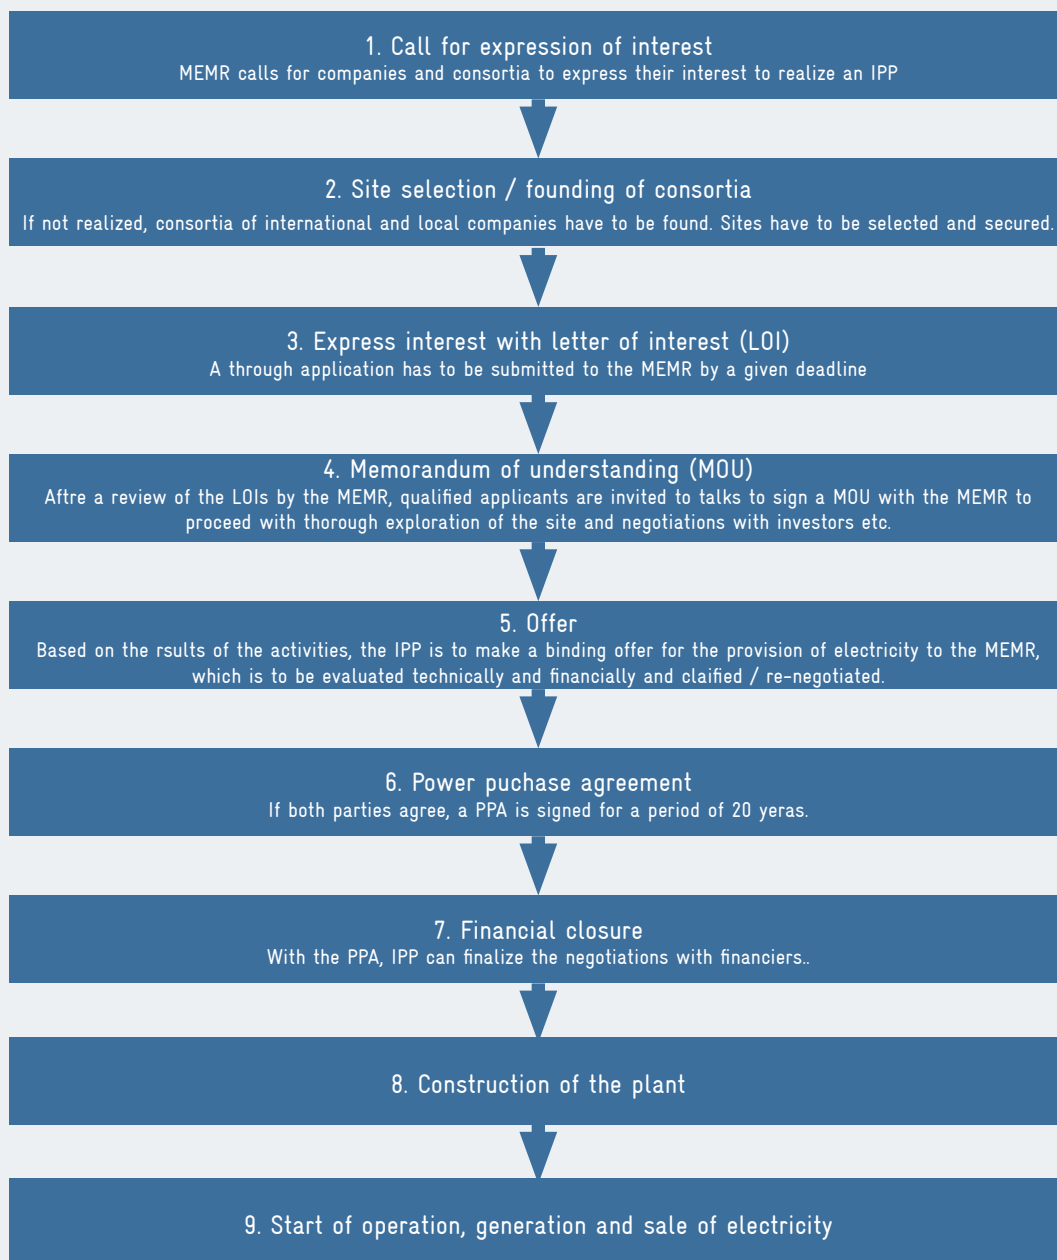 1. Call for expression of interest
MEMR calls for companies and consortia to express their interest to realize an IPP
2. Site selection / founding of consortia
If not realized, consortia of international and local companies have to be found. Sites have to be selected and secured.
3. Express interest with letter of interest (LOI)
A through application has to be submitted to the MEMR by a given deadline
4. Memorandum of understanding (MOU)
Aftre a review of the LOIs by the MEMR, qualified applicants are invited to talks to sign a MOU with the MEMR to
proceed with thorough exploration of the site and negotiations with investors etc.
5. Offer
Based on the rsults of the activities, the IPP is to make a binding offer for the provision of electricity to the MEMR,
which is to be evaluated technically and financially and claified / re-negotiated.
6. Power puchase agreement
If both parties agree, a PPA is signed for a period of 20 yeras.
7. Financial closure
With the PPA, IPP can finalize the negotiations with financiers..
8. Construction of the plant
9. Start of operation, generation and sale of electricity